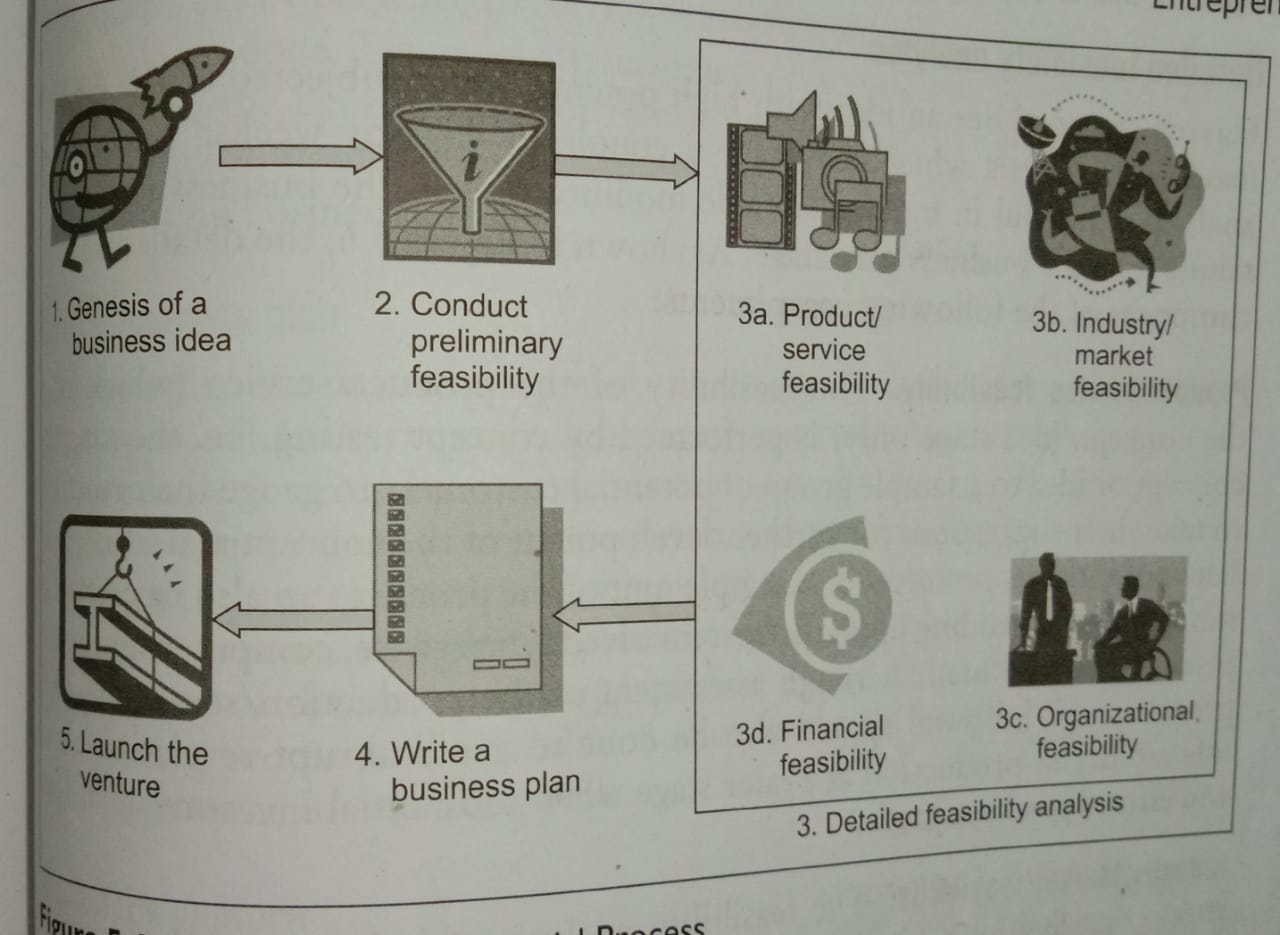 1. Genesis of a
business idea
i
2. Conduct
preliminary
feasibility
3a. Product/
service
feasibility
3b. Industry/
market
feasibility
$
3d. Financial
feasibility
3c. Organizational
feasibility
3. Detailed feasibility analysis
4. Write a
business plan
5. Launch the
venture
Process